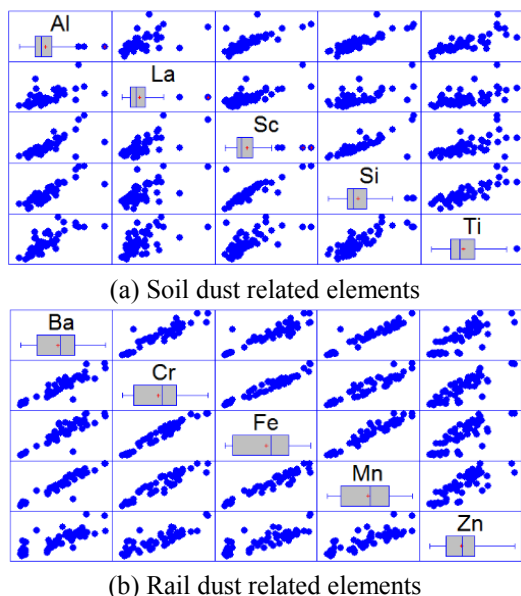 Al
La
Sc
Si
Ti
(a) Soil dust related elements
Ba
Cr
Fe
Mn
Zn
(b) Rail dust related elements